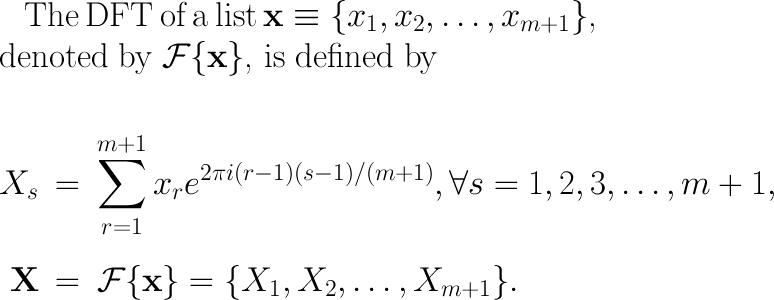 The DFT of a list x ≡ {x_1, x_2, . . . , x_{m+1}},
denoted by ℱ{x}, is defined by
X_s = ∑_{r=1}^{m+1} x_r e^{2πi(r−1)(s−1)/(m+1)}, ∀s = 1, 2, 3, . . . , m + 1,
X = ℱ{x} = {X_1, X_2, . . . , X_{m+1}}.